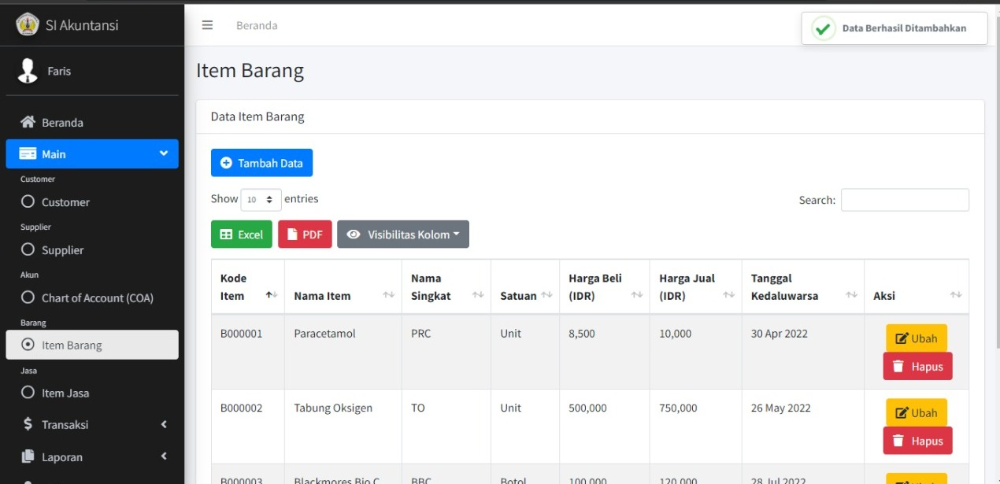 SI Akuntansi
Beranda
Data Berhasil Ditambahkan
Faris
Beranda
Main
Customer
Customer
Supplier
Supplier
Akun
Chart of Account (COA)
Barang
Item Barang
Jasa
Item Jasa
Transaksi
Laporan
Item Barang
Data Item Barang
Tambah Data
Show 10 entries
Search:
Excel PDF Visibilitas Kolom
Kode Item Nama Item Nama Singkat Satuan Harga Beli (IDR) Harga Jual (IDR) Tanggal Kedaluwarsa Aksi
B000001 Paracetamol PRC Unit 8,500 10,000 30 Apr 2022 Ubah
Hapus
B000002 Tabung Oksigen TO Unit 500,000 750,000 26 May 2022 Ubah
Hapus
B000003 Blackmores Bio C BBC Botol 100,000 120,000 28 Jul 2022